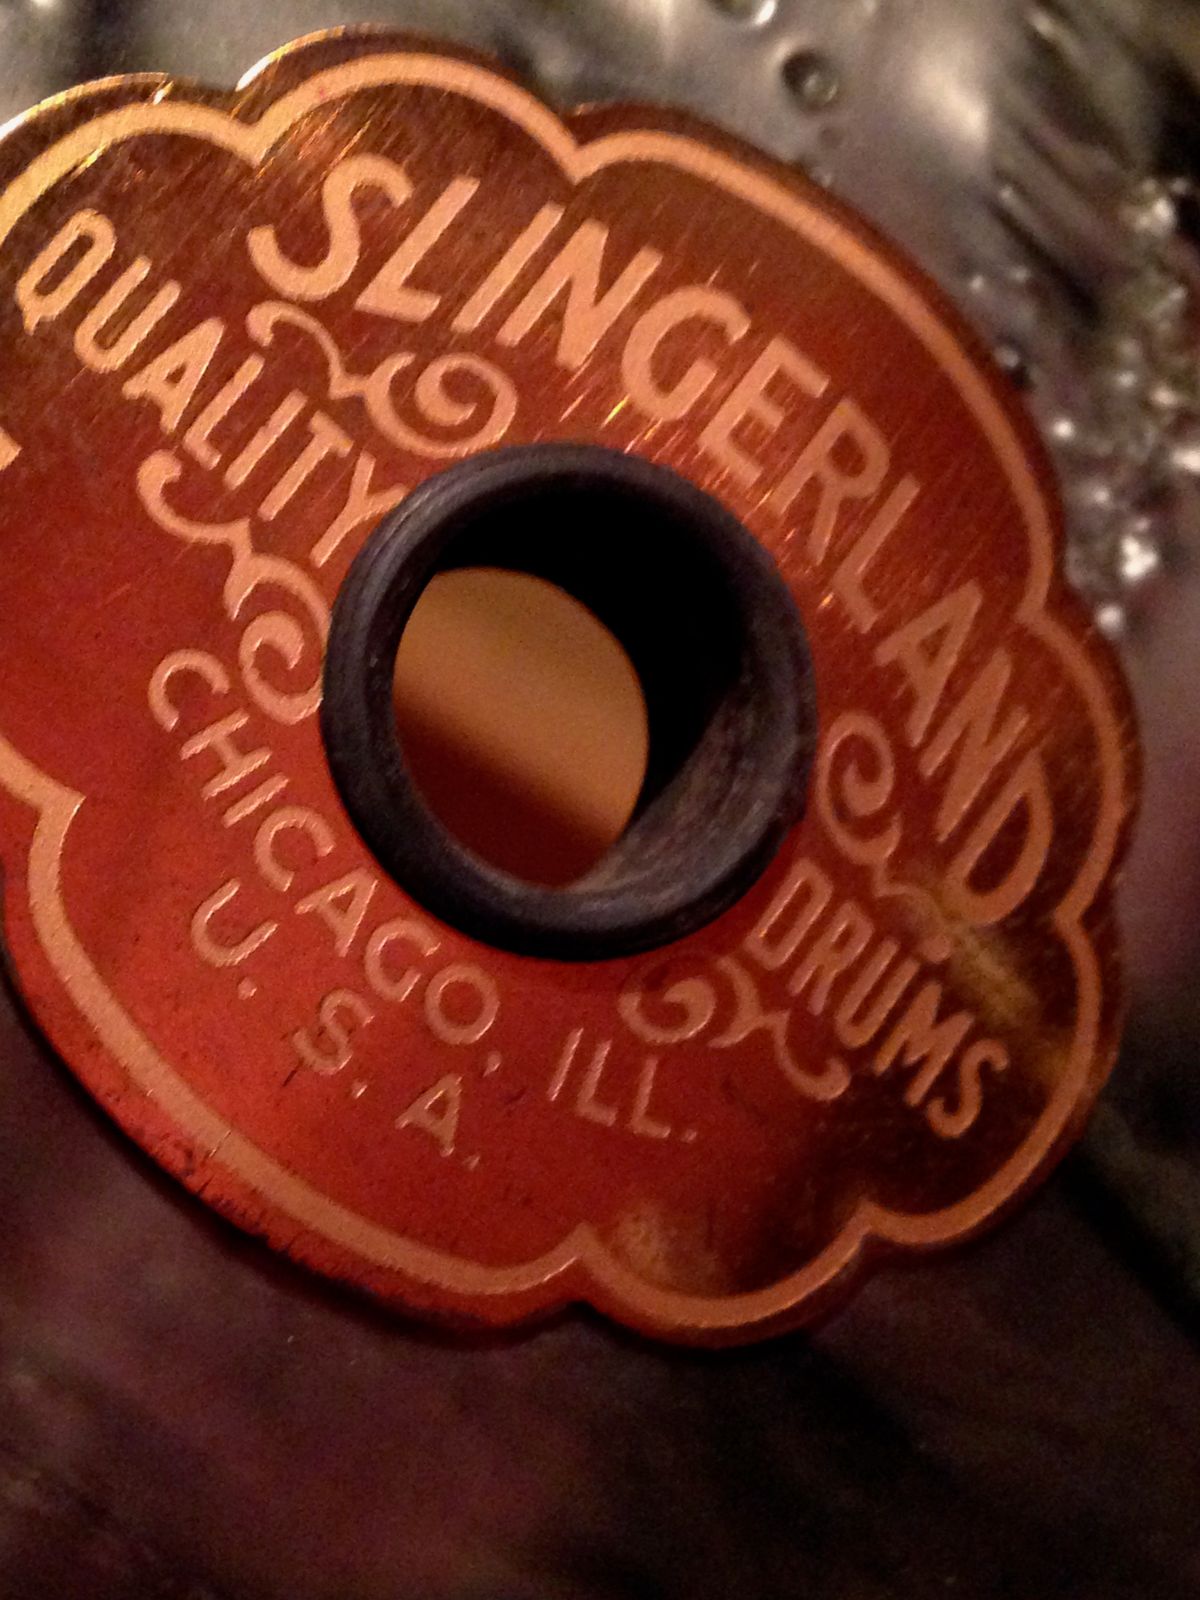 SLINGERLAND
QUALITY DRUMS
CHICAGO, ILL.
U. S. A.